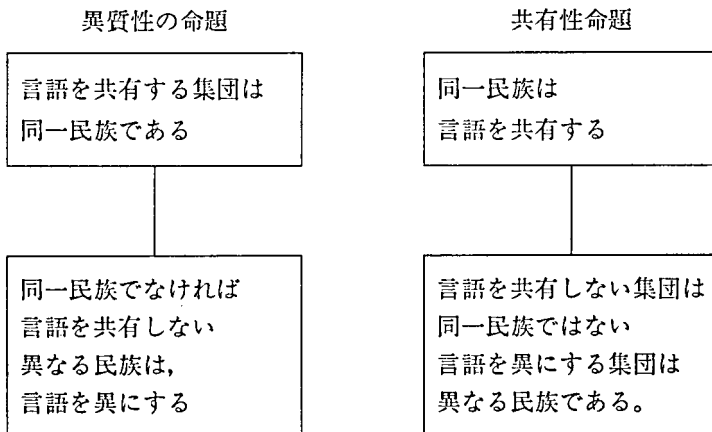 異質性の命題
言語を共有する集団は
同一民族である
同一民族でなければ
言語を共有しない
異なる民族は,
言語を異にする
共有性命題
同一民族は
言語を共有する
言語を共有しない集団は
同一民族ではない
言語を異にする集団は
異なる民族である。